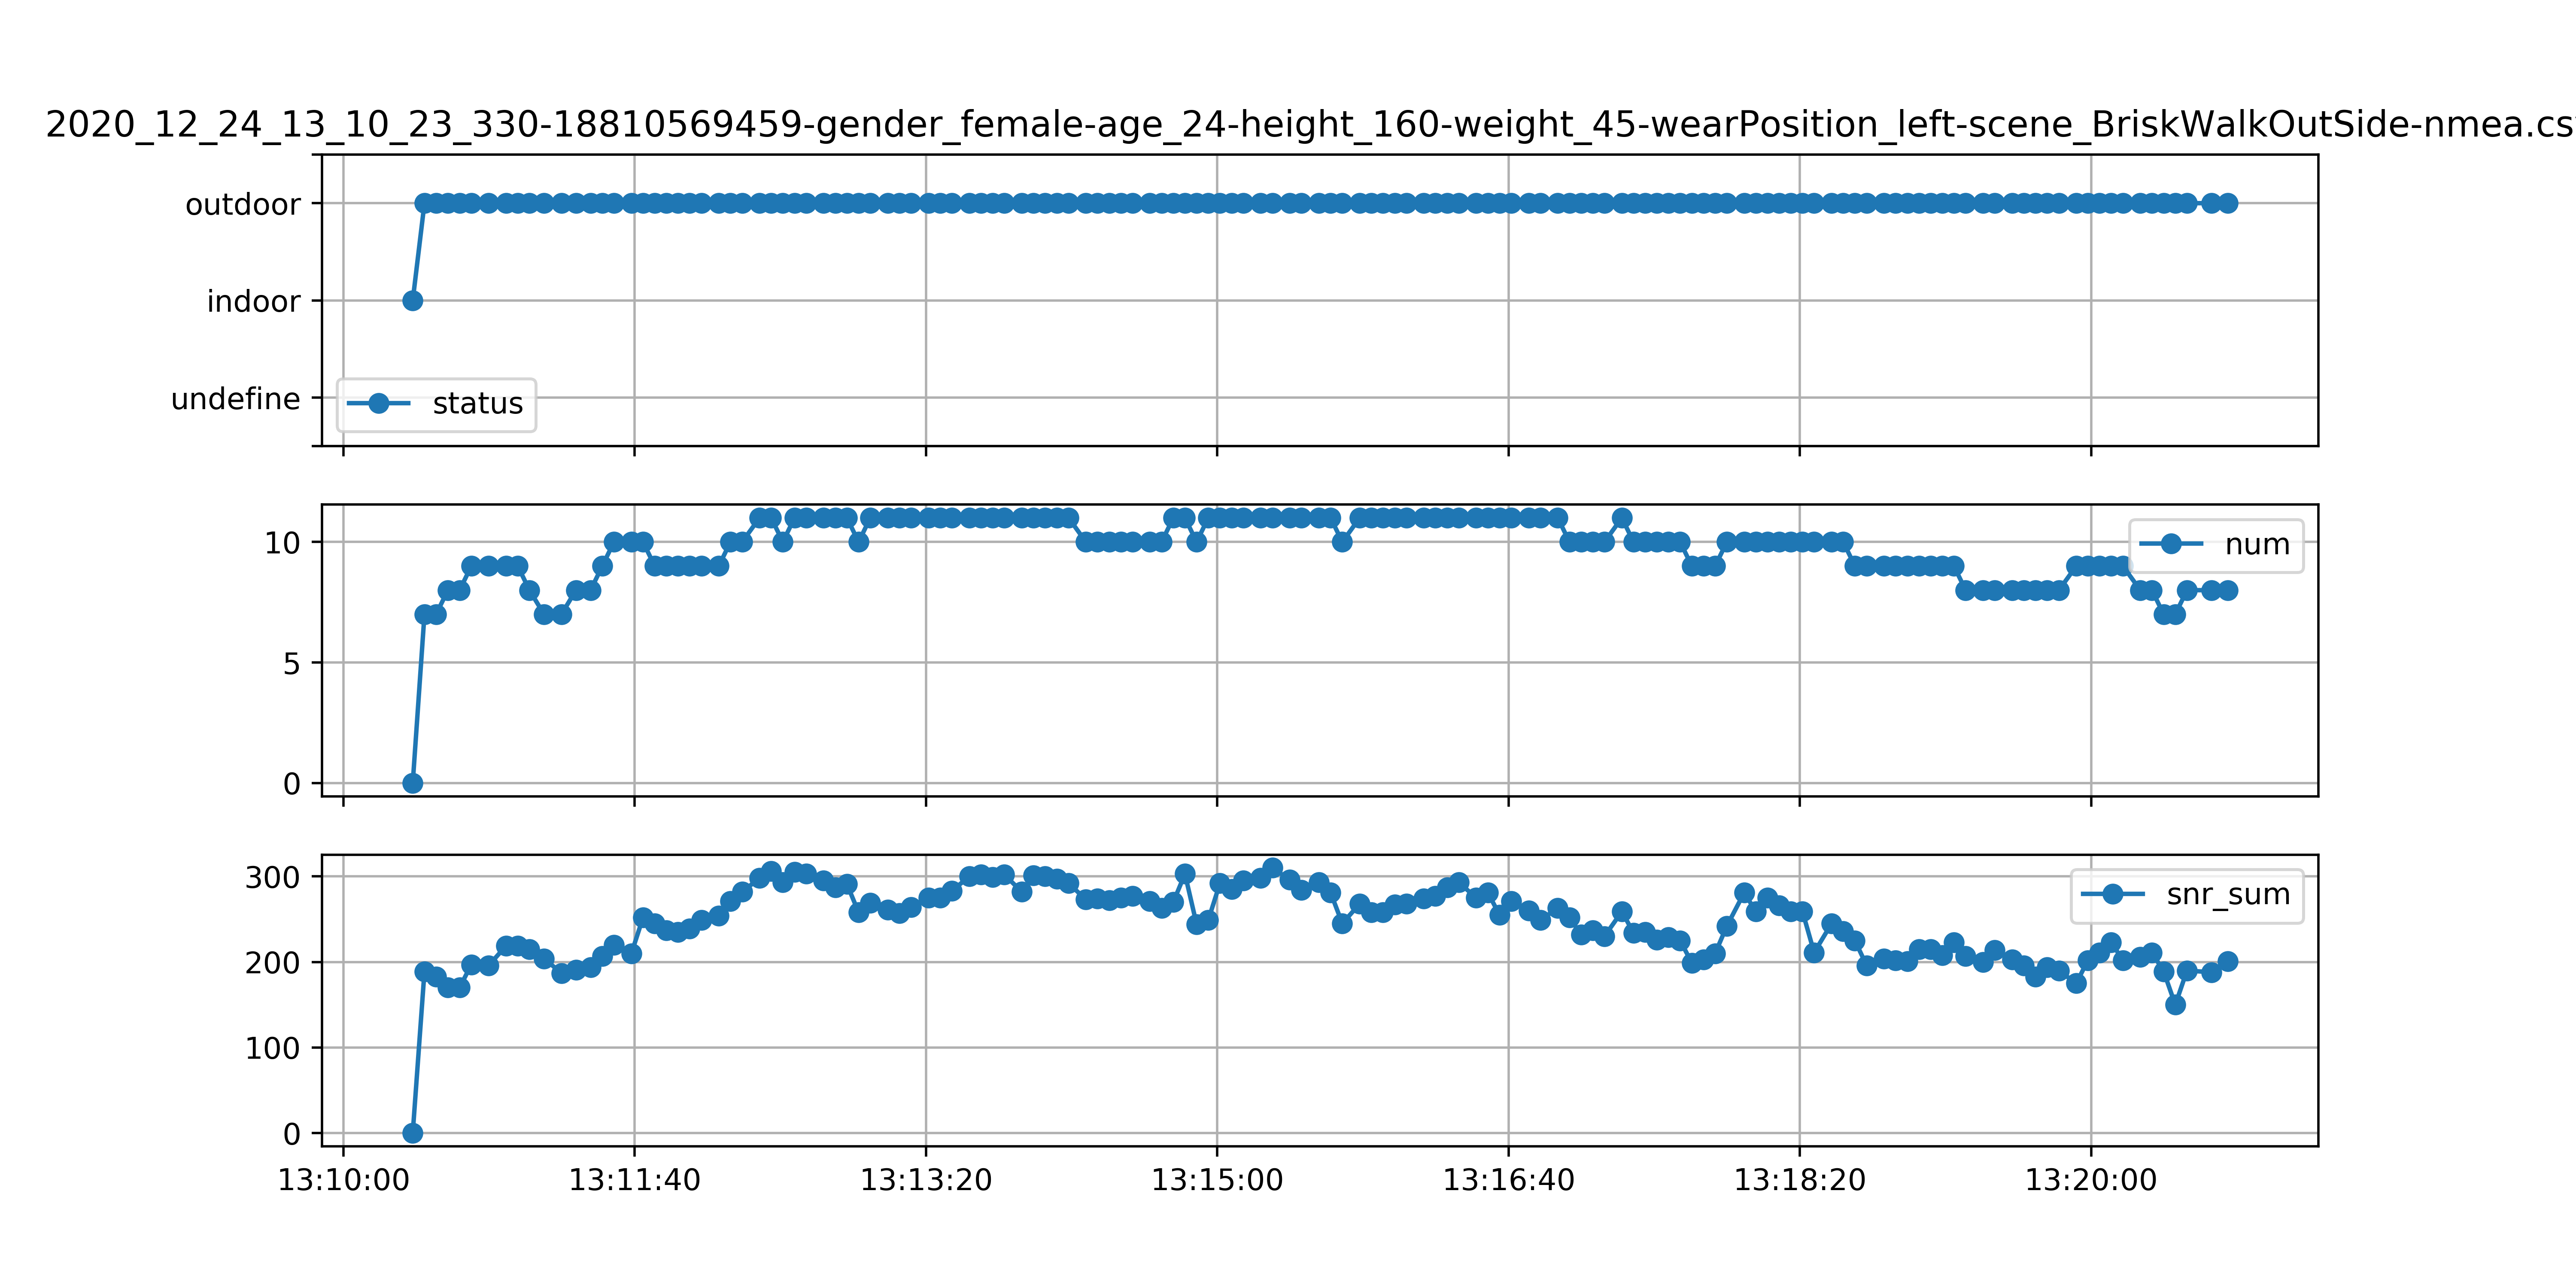 2020_12_24_13_10_23_330-18810569459-gender_female-age_24-height_160-weight_45-wearPosition_left-scene_BriskWalkOutSide-nmea.cs
outdoor
indoor
undefine
status
10
5
0
num
300
200
100
0
snr_sum
13:10:00 13:11:40 13:13:20 13:15:00 13:16:40 13:18:20 13:20:00